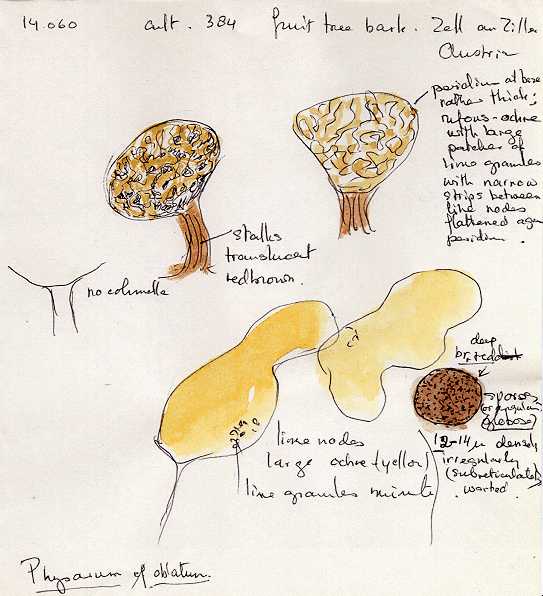 14.060 cult. 384 fruit tree bark. Zell am Ziller
Austria
peridium at base
rather thick;
rufous-ochre
with large
patches of
lime granules
with narrow
strips between
lime nodes
flattened against
peridium.
stalks
translucent
redbrown.
no columella
deep
br.
spores
(or angular)
(globose)
12-14 µ densely
irregularly
(subreticulated)
warted.
lime nodes
large ochre (yellow)
lime granules minute
Physarum cf oblatum.